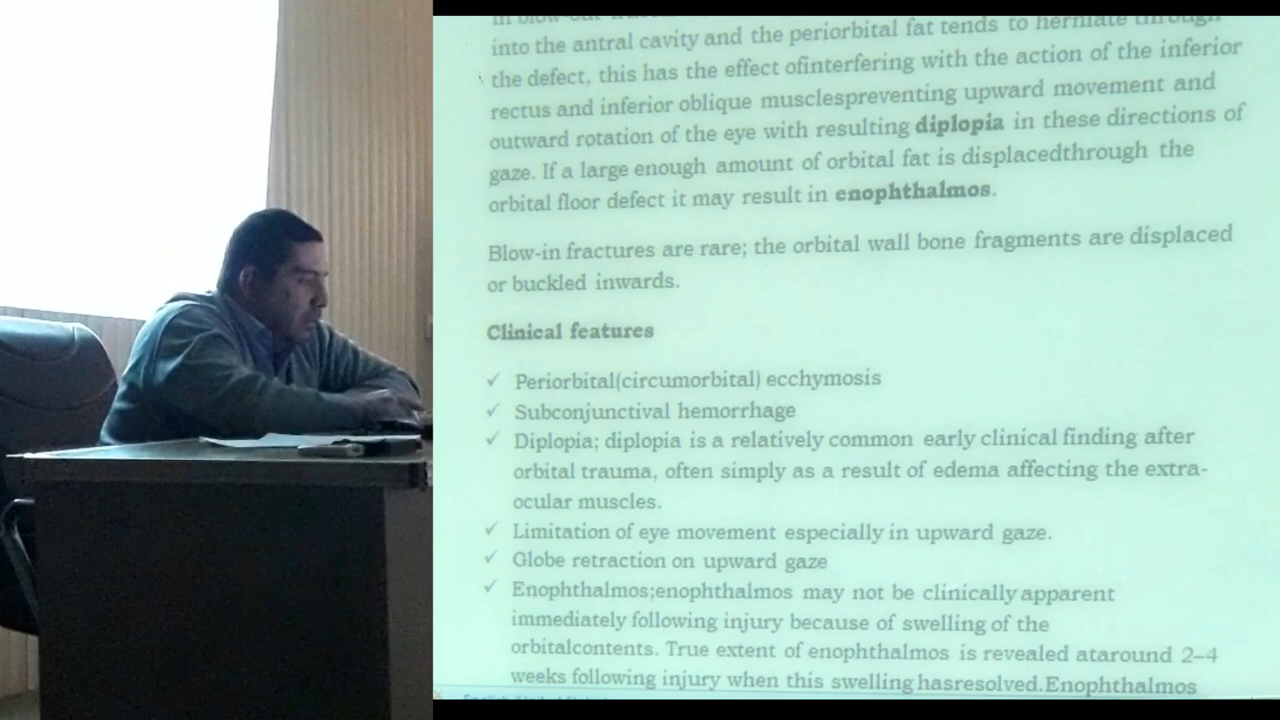 in blow-out
into the antral cavity and the periorbital fat tends to herniate through
the defect, this has the effect ofinterfering with the action of the inferior
rectus and inferior oblique musclespreventing upward movement and
outward rotation of the eye with resulting diplopia in these directions of
gaze. If a large enough amount of orbital fat is displacedthrough the
orbital floor defect it may result in enophthalmos.
Blow-in fractures are rare; the orbital wall bone fragments are displaced
or buckled inwards.
Clinical features
✓ Periorbital(circumorbital) ecchymosis
✓ Subconjunctival hemorrhage
✓ Diplopia; diplopia is a relatively common early clinical finding after
orbital trauma, often simply as a result of edema affecting the extra-
ocular muscles.
✓ Limitation of eye movement especially in upward gaze.
✓ Globe retraction on upward gaze
✓ Enophthalmos;enophthalmos may not be clinically apparent
immediately following injury because of swelling of the
orbitalcontents. True extent of enophthalmos is revealed ataround 2–4
weeks following injury when this swelling hasresolved.Enophthalmos